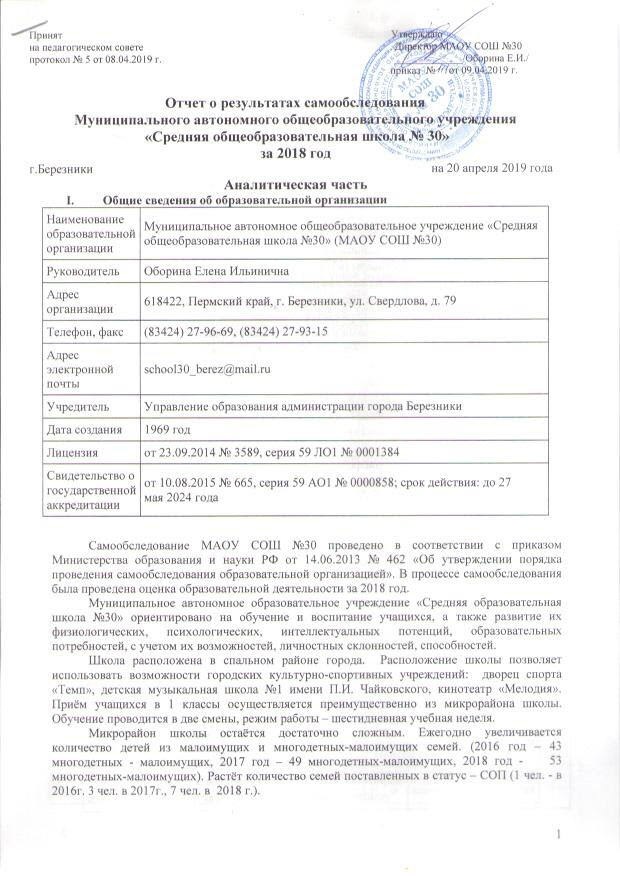 Принят
на педагогическом совете
протокол № 5 от 08.04.2019 г.
Утверждаю
Директор МАОУ СОШ №30
/Оборина Е.И./
приказ № от 09.04.2019 г.
МАОУ
СОШ
№ 30
Отчет о результатах самообследования
Муниципального автономного общеобразовательного учреждения
«Средняя общеобразовательная школа № 30»
за 2018 год
г.Березники на 20 апреля 2019 года
Аналитическая часть
I. Общие сведения об образовательной организации
Наименование
образовательной
организации
Муниципальное автономное общеобразовательное учреждение «Средняя
общеобразовательная школа №30» (МАОУ СОШ №30)
Руководитель
Оборина Елена Ильинична
Адрес
организации
618422, Пермский край, г. Березники, ул. Свердлова, д. 79
Телефон, факс
(83424) 27-96-69, (83424) 27-93-15
Адрес
электронной
почты
school30_berez@mail.ru
Учредитель
Управление образования администрации города Березники
Дата создания
1969 год
Лицензия
от 23.09.2014 № 3589, серия 59 ЛО1 № 0001384
Свидетельство о
государственной
аккредитации
от 10.08.2015 № 665, серия 59 АО1 № 0000858; срок действия: до 27
мая 2024 года
Самообследование МАОУ СОШ №30 проведено в соответствии с приказом
Министерства образования и науки РФ от 14.06.2013 № 462 «Об утверждении порядка
проведения самообследования образовательной организацией». В процессе самообследования
была проведена оценка образовательной деятельности за 2018 год.
Муниципальное автономное образовательное учреждение «Средняя образовательная
школа №30» ориентировано на обучение и воспитание учащихся, а также развитие их
физиологических, психологических, интеллектуальных потенций, образовательных
потребностей, с учетом их возможностей, личностных склонностей, способностей.
Школа расположена в спальном районе города. Расположение школы позволяет
использовать возможности городских культурно-спортивных учреждений: дворец спорта
«Темп», детская музыкальная школа №1 имени П.И. Чайковского, кинотеатр «Мелодия».
Приём учащихся в 1 классы осуществляется преимущественно из микрорайона школы.
Обучение проводится в две смены, режим работы – шестидневная учебная неделя.
Микрорайон школы остаётся достаточно сложным. Ежегодно увеличивается
количество детей из малоимущих и многодетных-малоимущих семей. (2016 год – 43
многодетных - малоимущих, 2017 год – 49 многодетных-малоимущих, 2018 год - 53
многодетных-малоимущих). Растёт количество семей поставленных в статус – СОП (1 чел. - в
2016г. 3 чел. в 2017г., 7 чел. в 2018 г.).
1